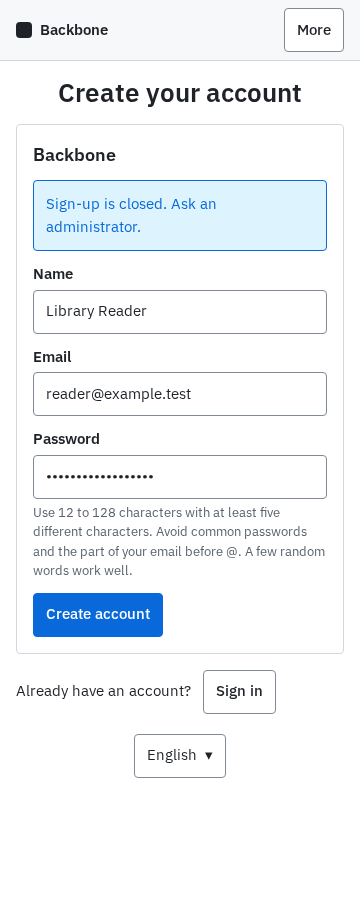 Backbone
More
Create your account
Backbone
Sign-up is closed. Ask an
administrator.
Name
Library Reader
Email
reader@example.test
Password
••••••••••••••••••
Use 12 to 128 characters with at least five
different characters. Avoid common passwords
and the part of your email before @. A few random
words work well.
Create account
Already have an account?
Sign in
English ▾